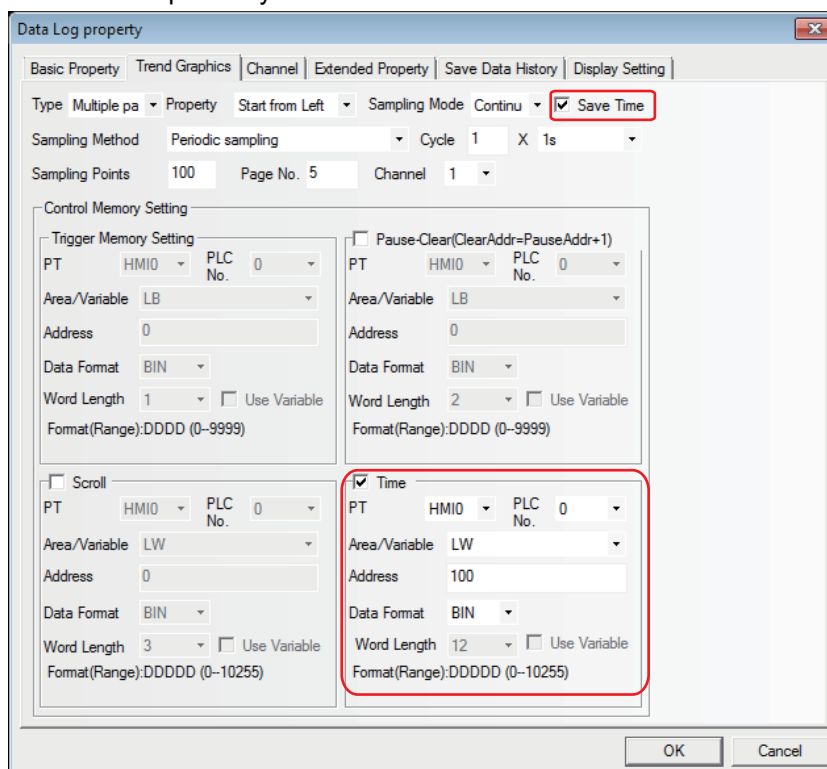 Data Log property
Basic Property Trend Graphics Channel Extended Property Save Data History Display Setting
Type Multiple pa Property Start from Left Sampling Mode Continu Save Time
Sampling Method Periodic sampling Cycle 1 X 1s
Sampling Points 100 Page No. 5 Channel 1
Control Memory Setting
Trigger Memory Setting
PT HMI0 PLC No. 0
Area/Variable LB
Address 0
Data Format BIN
Word Length 1 Use Variable
Format(Range):DDDD (0--9999)
Pause-Clear(ClearAddr=PauseAddr+1)
PT HMI0 PLC No. 0
Area/Variable LB
Address 0
Data Format BIN
Word Length 2 Use Variable
Format(Range):DDDD (0--9999)
Scroll
PT HMI0 PLC No. 0
Area/Variable LW
Address 0
Data Format BIN
Word Length 3 Use Variable
Format(Range):DDDDD (0--10255)
Time
PT HMI0 PLC No. 0
Area/Variable LW
Address 100
Data Format BIN
Word Length 12 Use Variable
Format(Range):DDDDD (0--10255)
OK Cancel